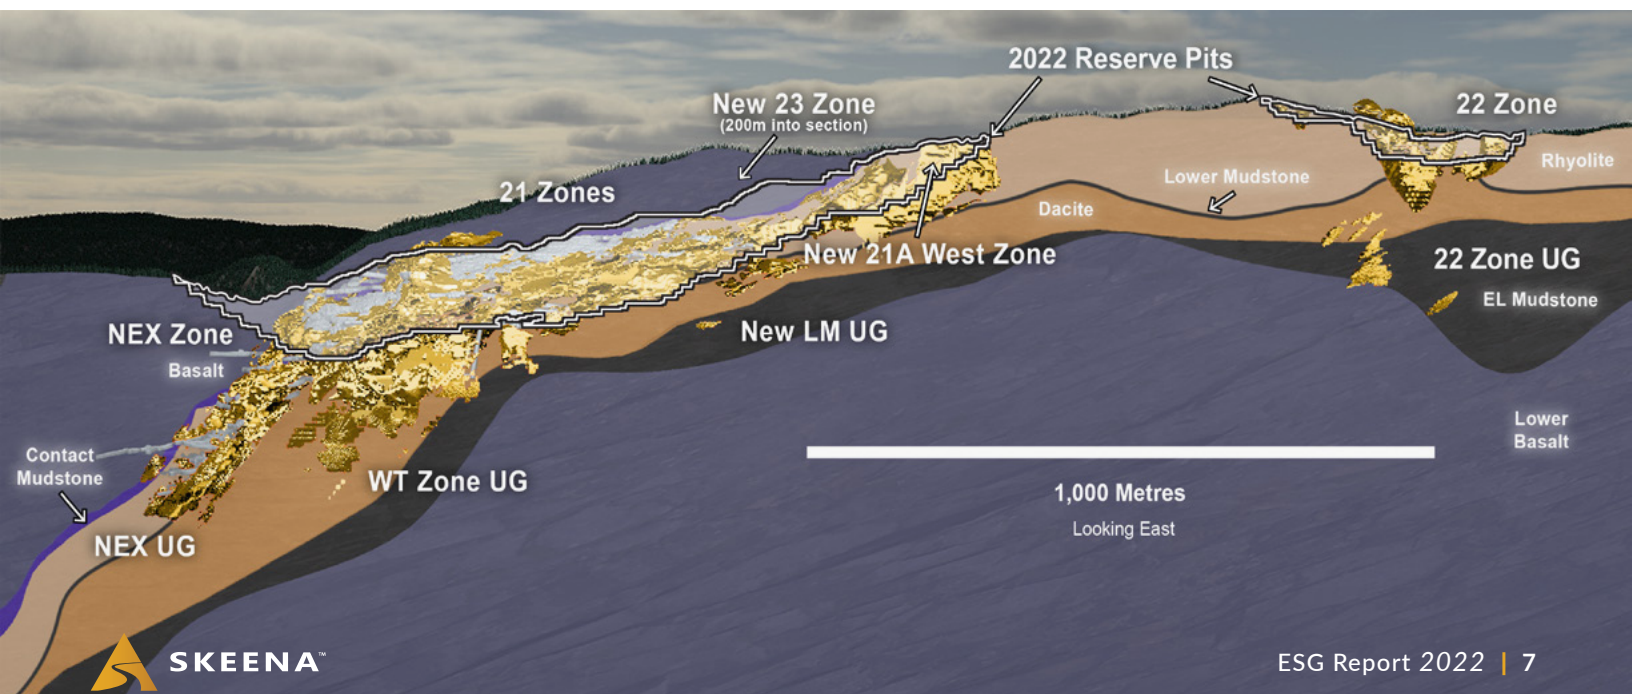 2022 Reserve Pits
New 23 Zone
(200m into section)
22 Zone
Rhyolite
Lower Mudstone
21 Zones
Dacite
New 21A West Zone
22 Zone UG
EL Mudstone
NEX Zone
New LM UG
Basalt
Lower
Basalt
Contact
Mudstone
WT Zone UG
1,000 Metres
Looking East
NEX UG
SKEENA™
ESG Report 2022 | 7